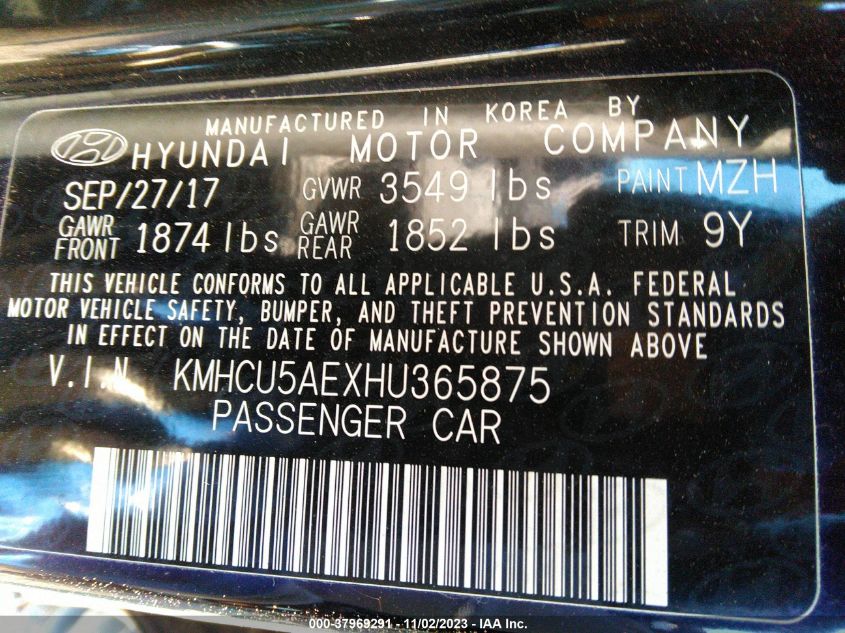 MANUFACTURED IN KOREA BY
HYUNDAI MOTOR COMPANY
SEP/27/17 GVWR 3549 lbs PAINT MZH
GAWR FRONT 1874 lbs GAWR REAR 1852 lbs TRIM 9Y
THIS VEHICLE CONFORMS TO ALL APPLICABLE U.S.A. FEDERAL
MOTOR VEHICLE SAFETY, BUMPER, AND THEFT PREVENTION STANDARDS
IN EFFECT ON THE DATE OF MANUFACTURE SHOWN ABOVE
V.I.N KMHCU5AEXHU365875
PASSENGER CAR
000-37969291 - 11/02/2023 - IAA Inc.